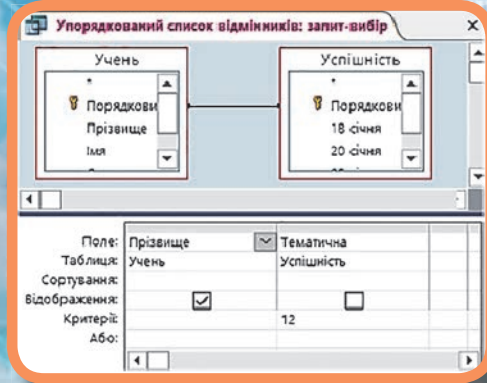 Упорядкований список відмінників: запит-вибір
Учень
*
Порядкови
Прізвище
Імя
Успішність
*
Порядкови
18 січня
20 січня
Поле: Прізвище Тематична
Таблиця: Учень Успішність
Сортування:
Відображення:
Критерії: 12
Або: